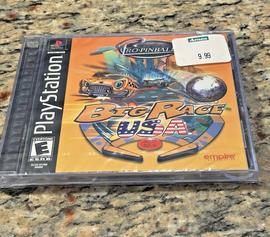 PlayStation
PRO-PINBALL
9.99
BIG RACE
USA
E
empire